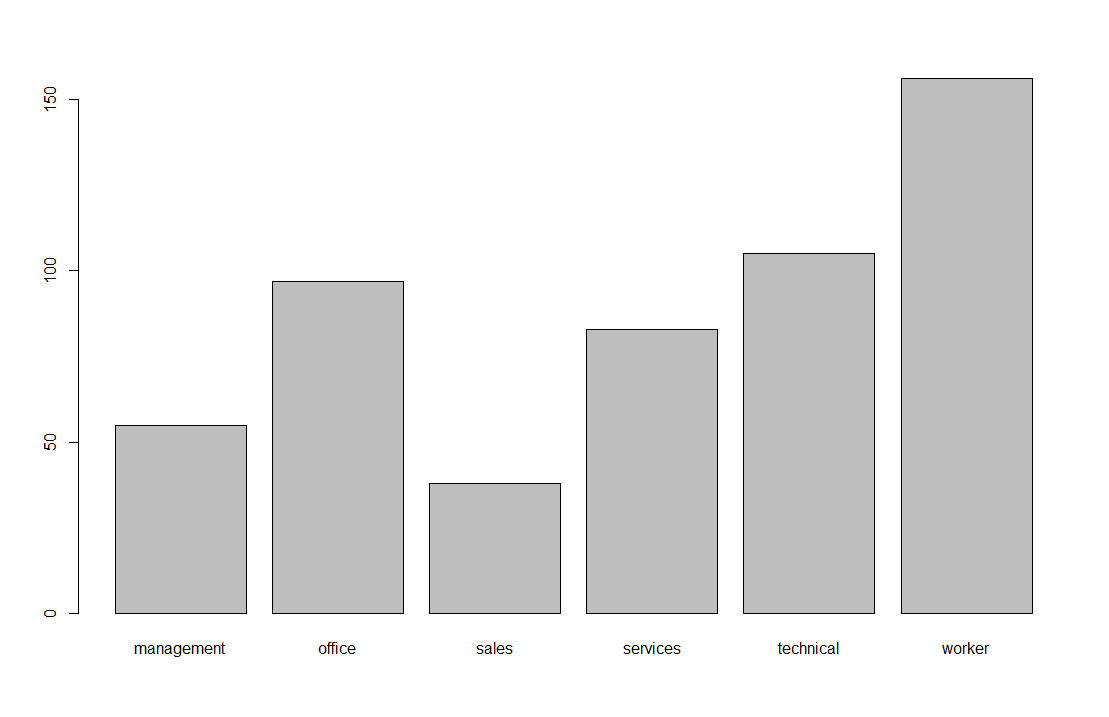 150
100
50
0
management office sales services technical worker